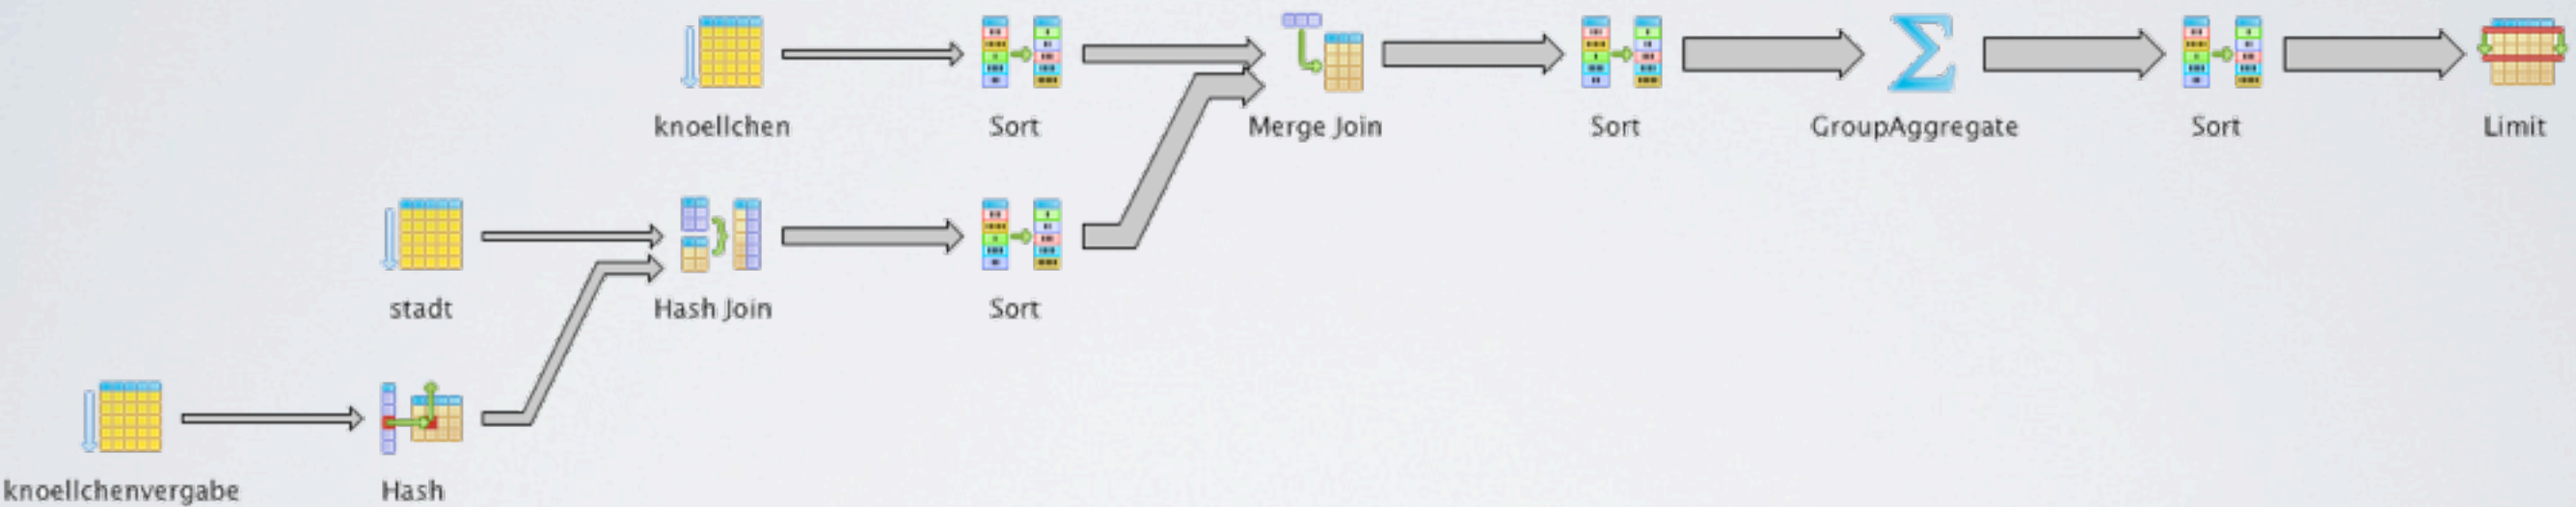 knoellchen
Sort
Merge Join
Sort
GroupAggregate
Sort
Limit
stadt
Hash Join
Sort
knoellchenvergabe
Hash